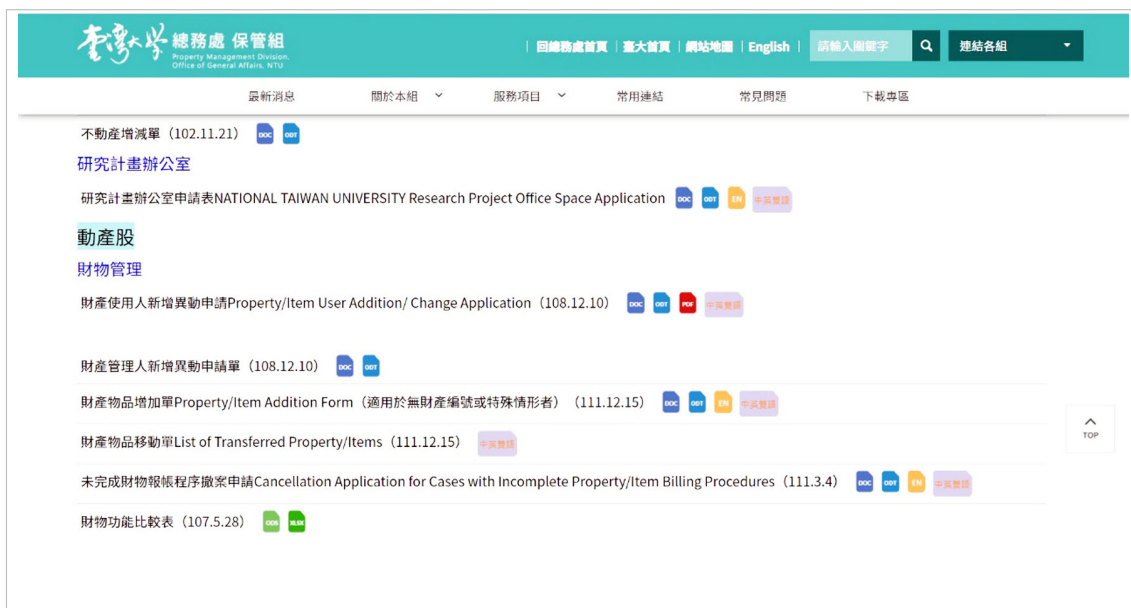 臺灣大學 總務處 保管組
Property Management Division,
Office of General Affairs, NTU
| 回總務處首頁 | 臺大首頁 | 網站地圖 | English |
請輸入關鍵字
連結各組
最新消息 關於本組 服務項目 常用連結 常見問題 下載專區
不動產增減單（102.11.21） DOC ODT
研究計畫辦公室
研究計畫辦公室申請表NATIONAL TAIWAN UNIVERSITY Research Project Office Space Application DOC ODT EN 中英雙語
動產股
財物管理
財產使用人新增異動申請Property/Item User Addition/ Change Application（108.12.10） DOC ODT PDF 中英雙語
財產管理人新增異動申請單（108.12.10） DOC ODT
財產物品增加單Property/Item Addition Form（適用於無財產編號或特殊情形者）（111.12.15） DOC ODT EN 中英雙語
財產物品移動單List of Transferred Property/Items（111.12.15） 中英雙語
未完成財物報帳程序撤案申請Cancellation Application for Cases with Incomplete Property/Item Billing Procedures（111.3.4） DOC ODT EN 中英雙語
財物功能比較表（107.5.28） ODS XLSX
TOP